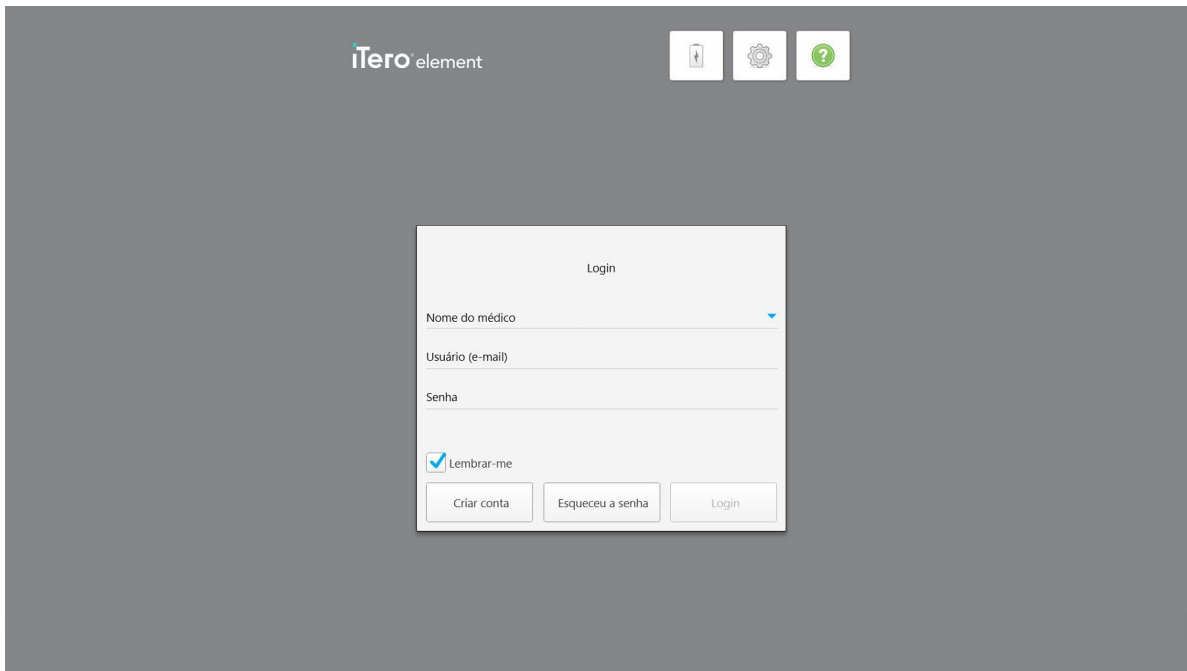 iTero element
?
Login
Nome do médico
Usuário (e-mail)
Senha
Lembrar-me
Criar conta Esqueceu a senha Login